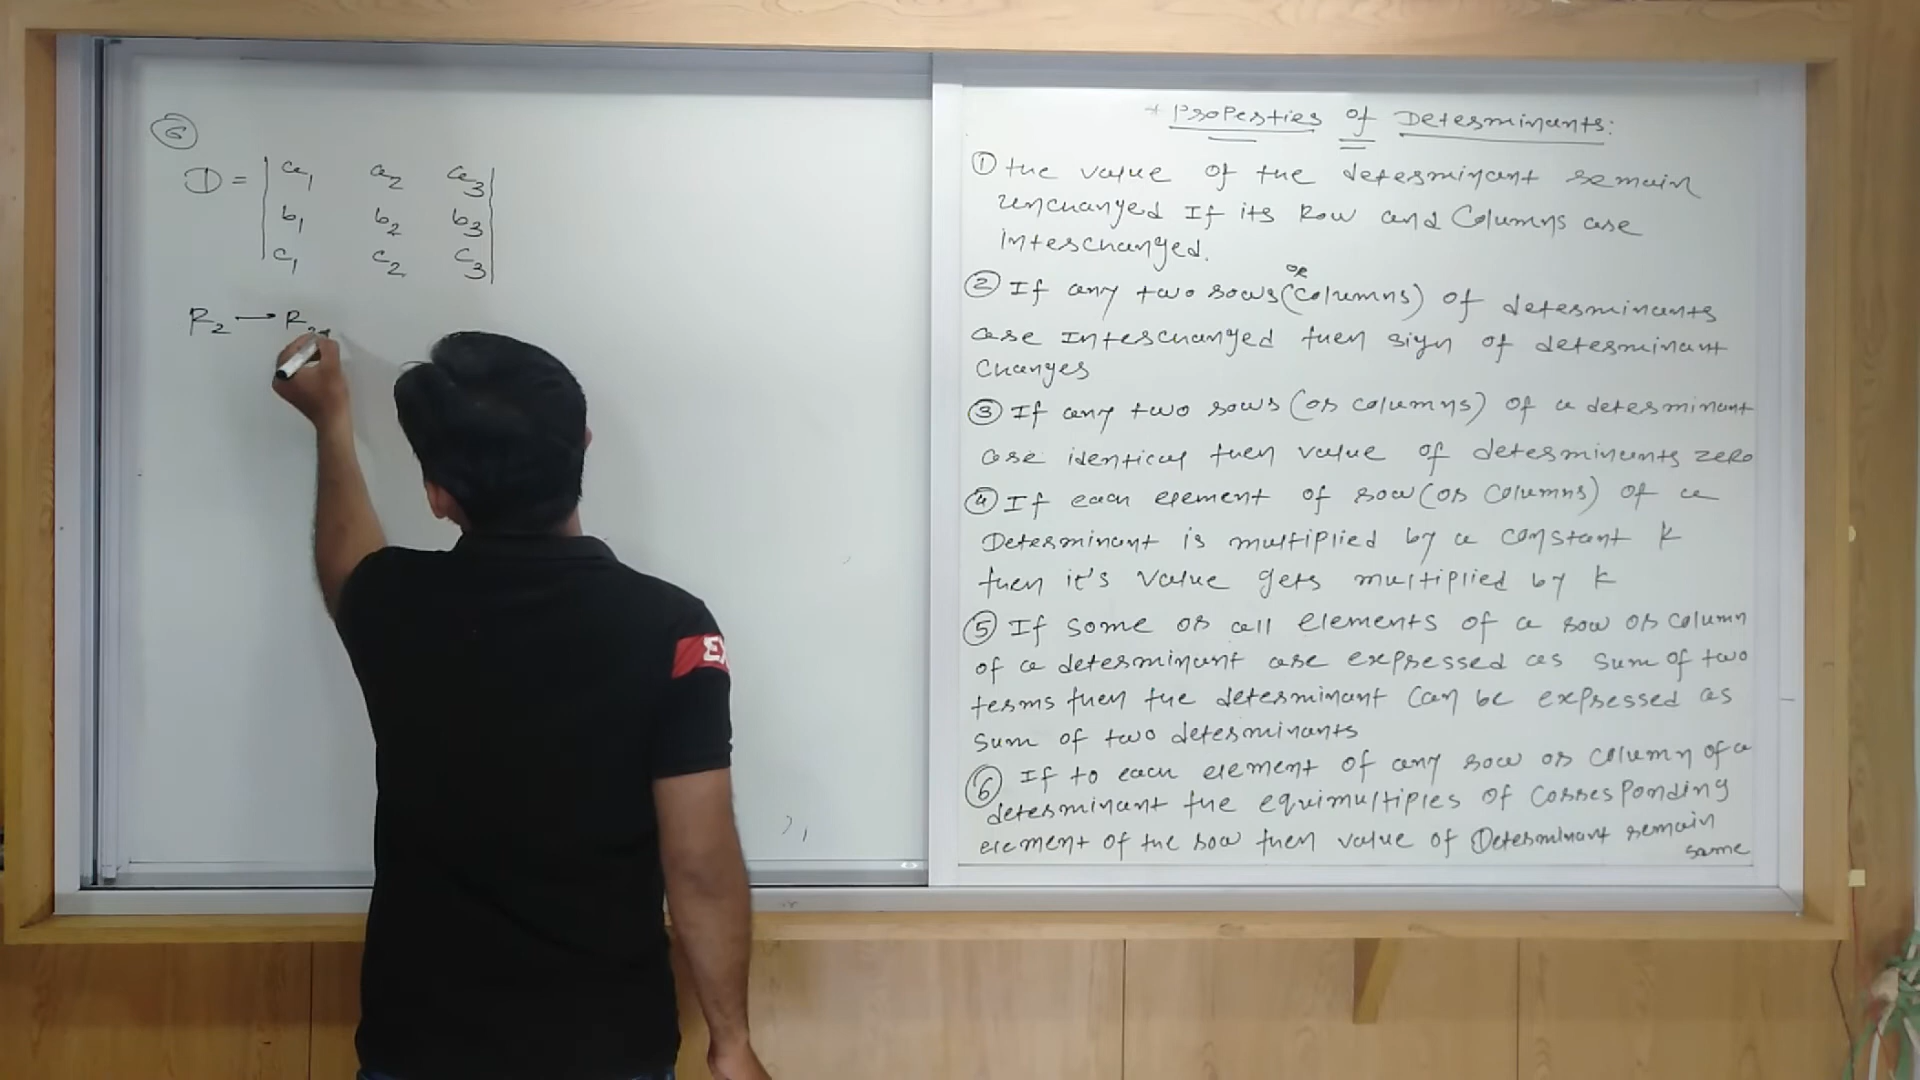 6
D = | a1 a2 a3 |
| b1 b2 b3 |
| c1 c2 c3 |
R2 → R2
* Properties of Determinants:
① the value of the determinant remain
unchanged If its Row and Columns are
interchanged.
② If any two rows (or columns) of determinants
are Interchanged then sign of determinant
changes
③ If any two rows (or columns) of a determinant
are identical then value of determinants zero
④ If each element of row (or columns) of a
Determinant is multiplied by a constant k
then it's value gets multiplied by k
⑤ If some or all elements of a row or column
of a determinant are expressed as sum of two
terms then the determinant can be expressed as
sum of two determinants
⑥ If to each element of any row or column of a
determinant the equimultiples of corresponding
element of the row then value of Determinant remain
same